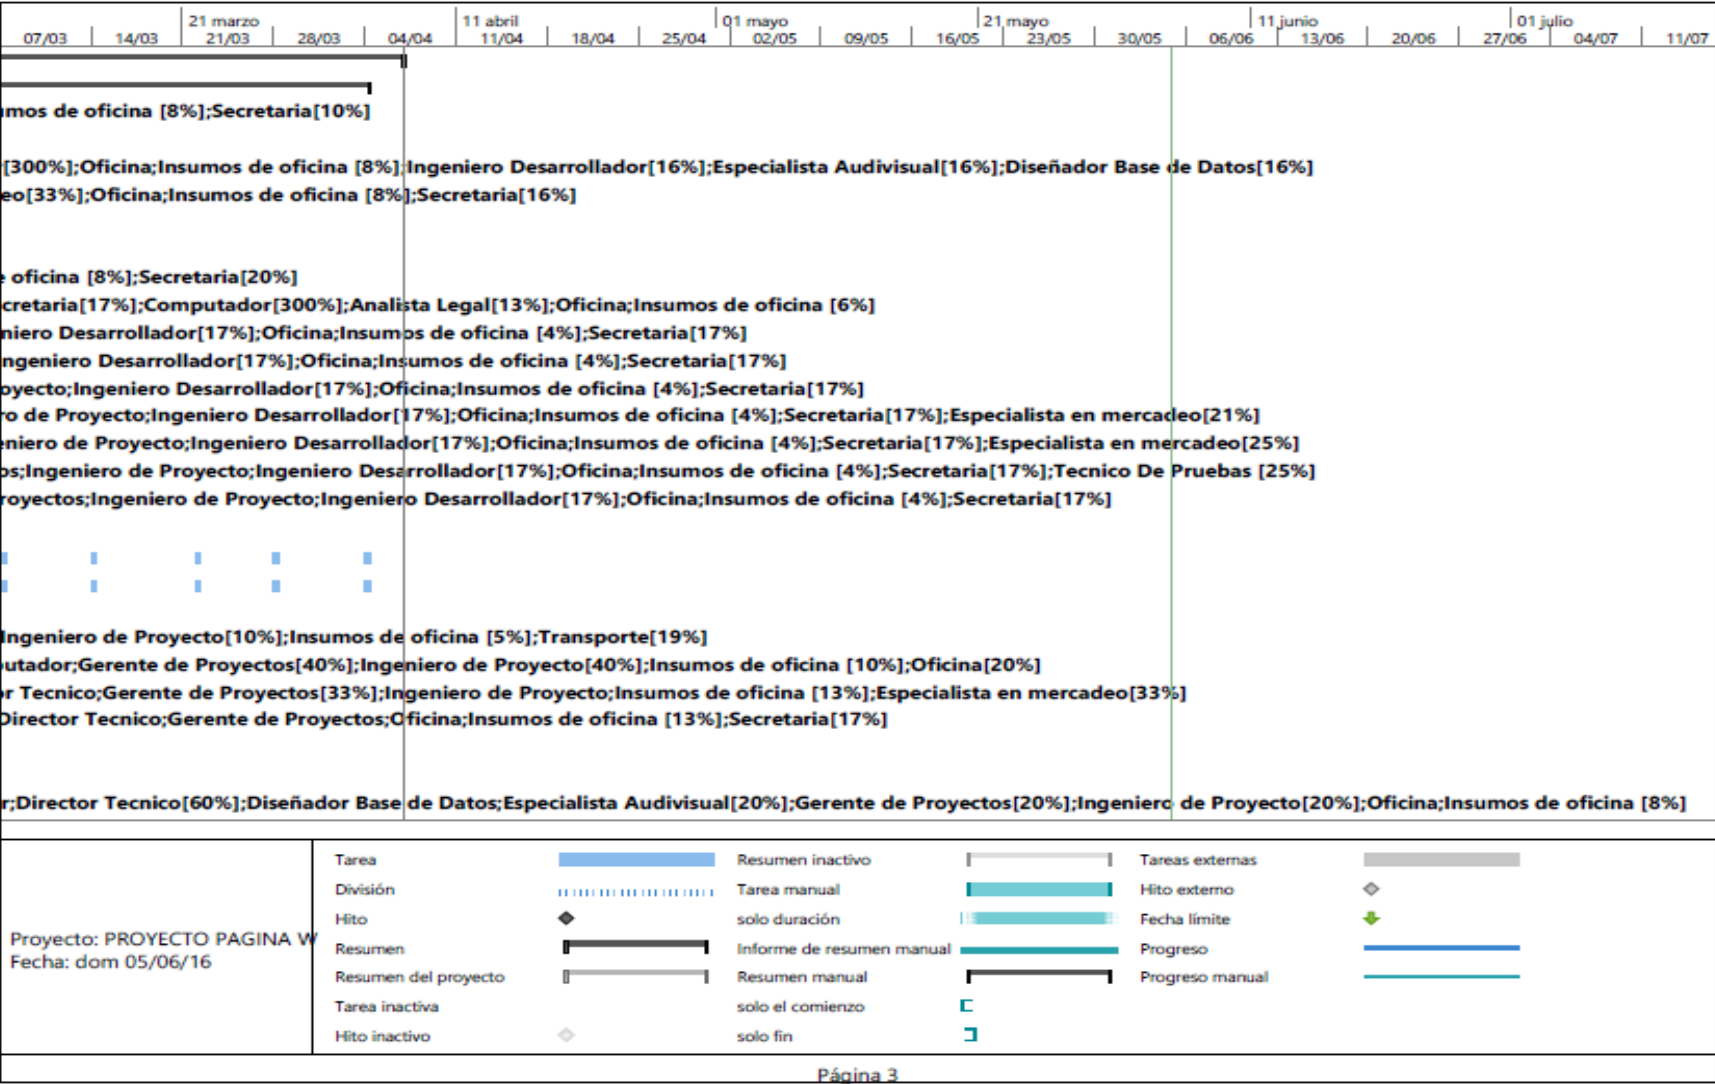 21 marzo 11 abril 01 mayo 21 mayo 11 junio 01 julio
07/03 14/03 21/03 28/03 04/04 11/04 18/04 25/04 02/05 09/05 16/05 23/05 30/05 06/06 13/06 20/06 27/06 04/07 11/07
umos de oficina [8%];Secretaria[10%]
[300%];Oficina;Insumos de oficina [8%];Ingeniero Desarrollador[16%];Especialista Audivisual[16%];Diseñador Base de Datos[16%]
eo[33%];Oficina;Insumos de oficina [8%];Secretaria[16%]
e oficina [8%];Secretaria[20%]
cretaria[17%];Computador[300%];Analista Legal[13%];Oficina;Insumos de oficina [6%]
niero Desarrollador[17%];Oficina;Insumos de oficina [4%];Secretaria[17%]
ngeniero Desarrollador[17%];Oficina;Insumos de oficina [4%];Secretaria[17%]
oyecto;Ingeniero Desarrollador[17%];Oficina;Insumos de oficina [4%];Secretaria[17%]
ro de Proyecto;Ingeniero Desarrollador[17%];Oficina;Insumos de oficina [4%];Secretaria[17%];Especialista en mercadeo[21%]
eniero de Proyecto;Ingeniero Desarrollador[17%];Oficina;Insumos de oficina [4%];Secretaria[17%];Especialista en mercadeo[25%]
os;Ingeniero de Proyecto;Ingeniero Desarrollador[17%];Oficina;Insumos de oficina [4%];Secretaria[17%];Tecnico De Pruebas [25%]
royectos;Ingeniero de Proyecto;Ingeniero Desarrollador[17%];Oficina;Insumos de oficina [4%];Secretaria[17%]
Ingeniero de Proyecto[10%];Insumos de oficina [5%];Transporte[19%]
utador;Gerente de Proyectos[40%];Ingeniero de Proyecto[40%];Insumos de oficina [10%];Oficina[20%]
r Tecnico;Gerente de Proyectos[33%];Ingeniero de Proyecto;Insumos de oficina [13%];Especialista en mercadeo[33%]
Director Tecnico;Gerente de Proyectos;Oficina;Insumos de oficina [13%];Secretaria[17%]
r;Director Tecnico[60%];Diseñador Base de Datos;Especialista Audivisual[20%];Gerente de Proyectos[20%];Ingeniero de Proyecto[20%];Oficina;Insumos de oficina [8%]
Proyecto: PROYECTO PAGINA W
Fecha: dom 05/06/16
Tarea
División
Hito
Resumen
Resumen del proyecto
Tarea inactiva
Hito inactivo
Resumen inactivo
Tarea manual
solo duración
Informe de resumen manual
Resumen manual
solo el comienzo
solo fin
Tareas externas
Hito externo
Fecha límite
Progreso
Progreso manual
Página 3